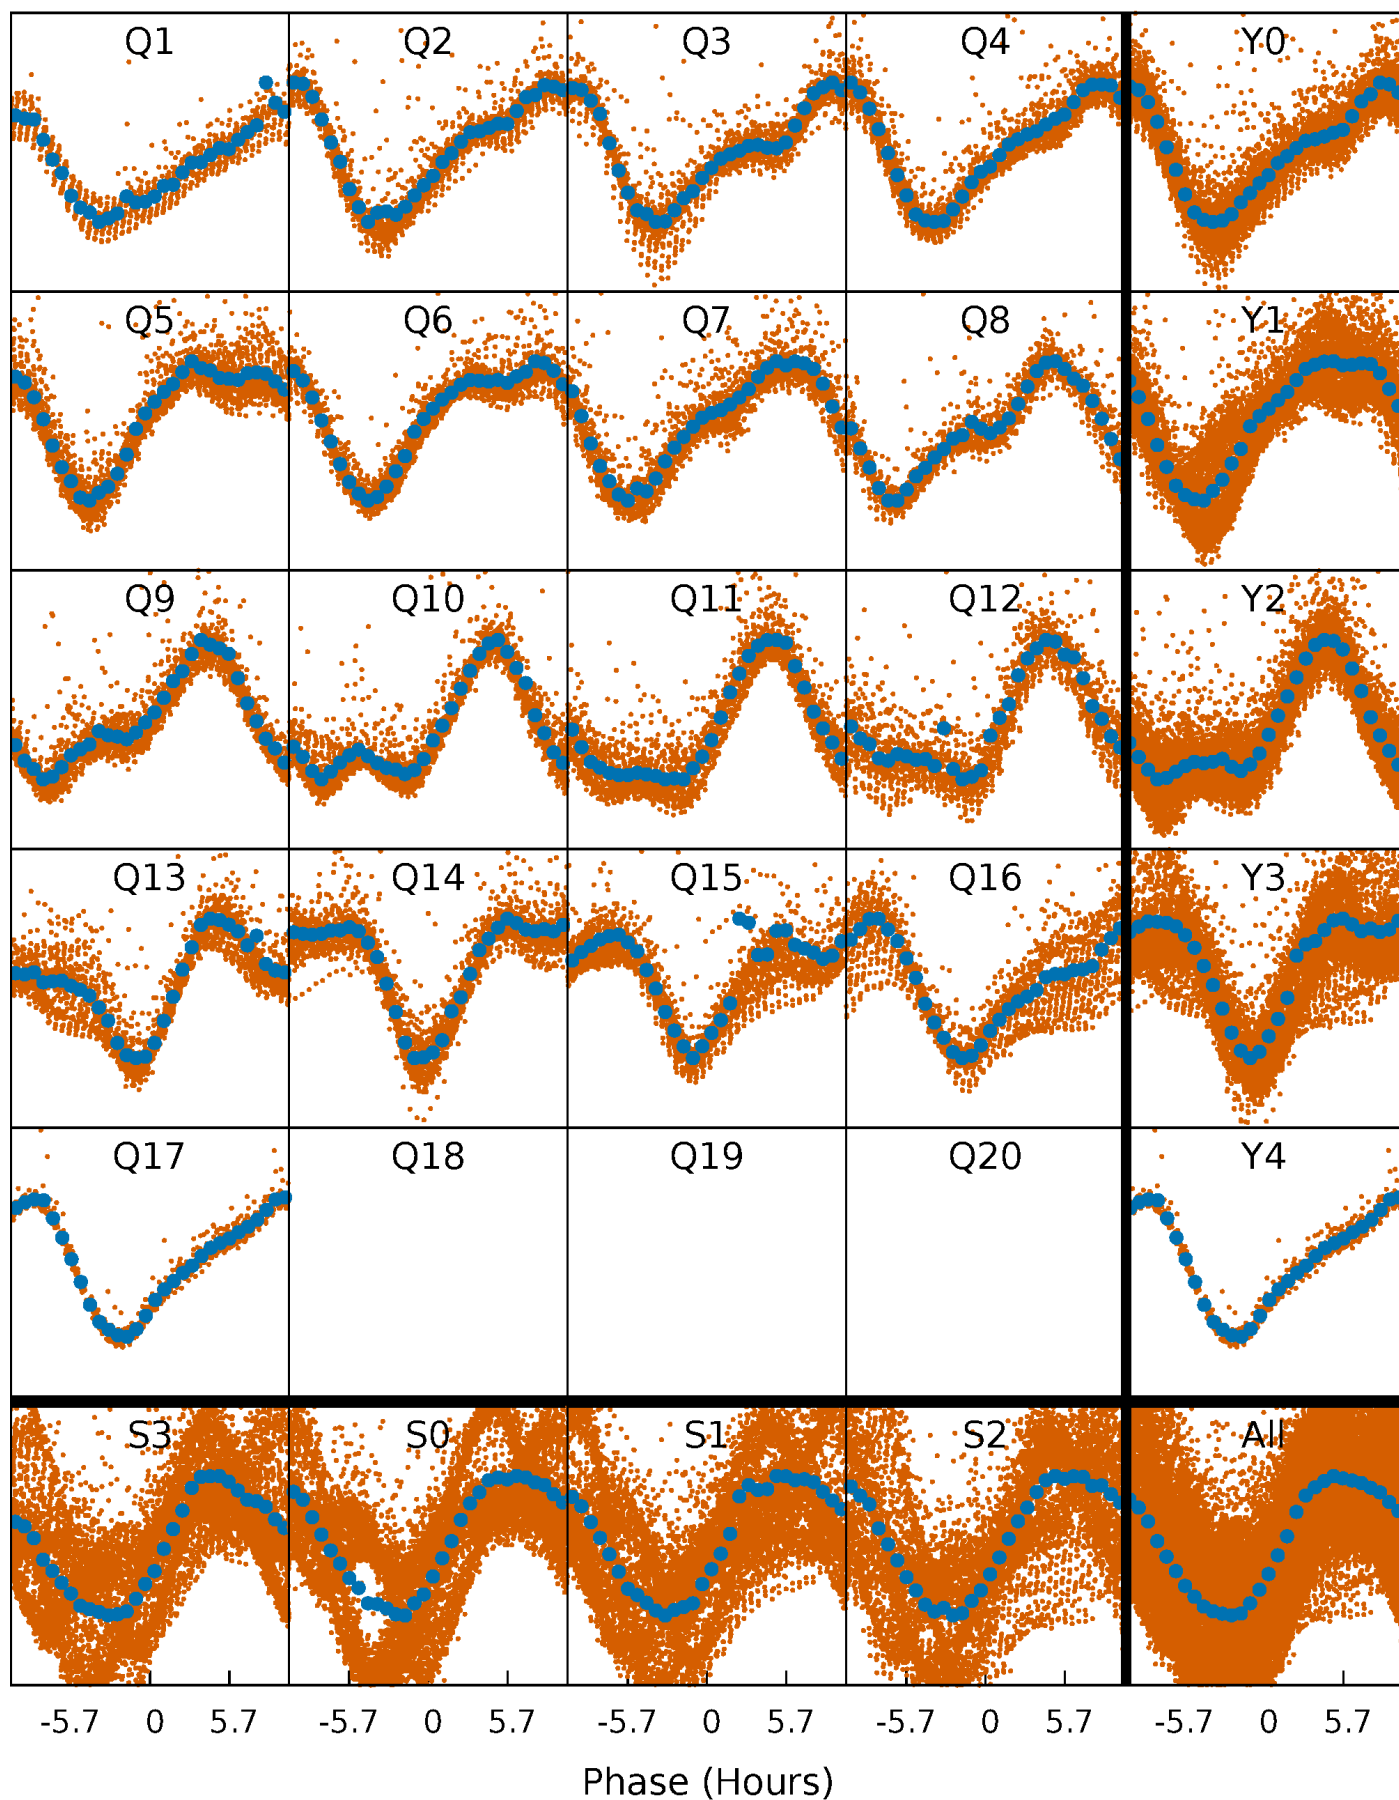 Q1 Q2 Q3 Q4 Y0
Q5 Q6 Q7 Q8 Y1
Q9 Q10 Q11 Q12 Y2
Q13 Q14 Q15 Q16 Y3
Q17 Q18 Q19 Q20 Y4
S3 S0 S1 S2 All
-5.7 0 5.7 -5.7 0 5.7 -5.7 0 5.7 -5.7 0 5.7 -5.7 0 5.7
Phase (Hours)